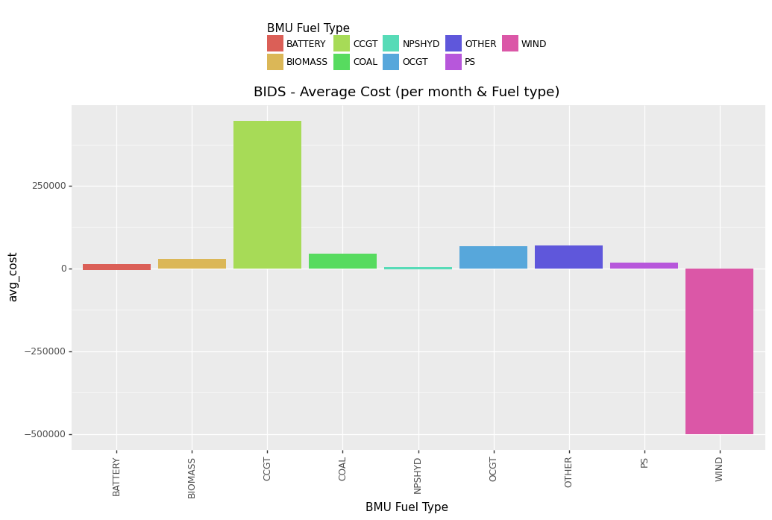 BMU Fuel Type
BATTERY CCGT NPSHYD OTHER WIND
BIOMASS COAL OCGT PS
BIDS - Average Cost (per month & Fuel type)
250000
0
−250000
−500000
avg_cost
BATTERY BIOMASS CCGT COAL NPSHYD OCGT OTHER PS WIND
BMU Fuel Type